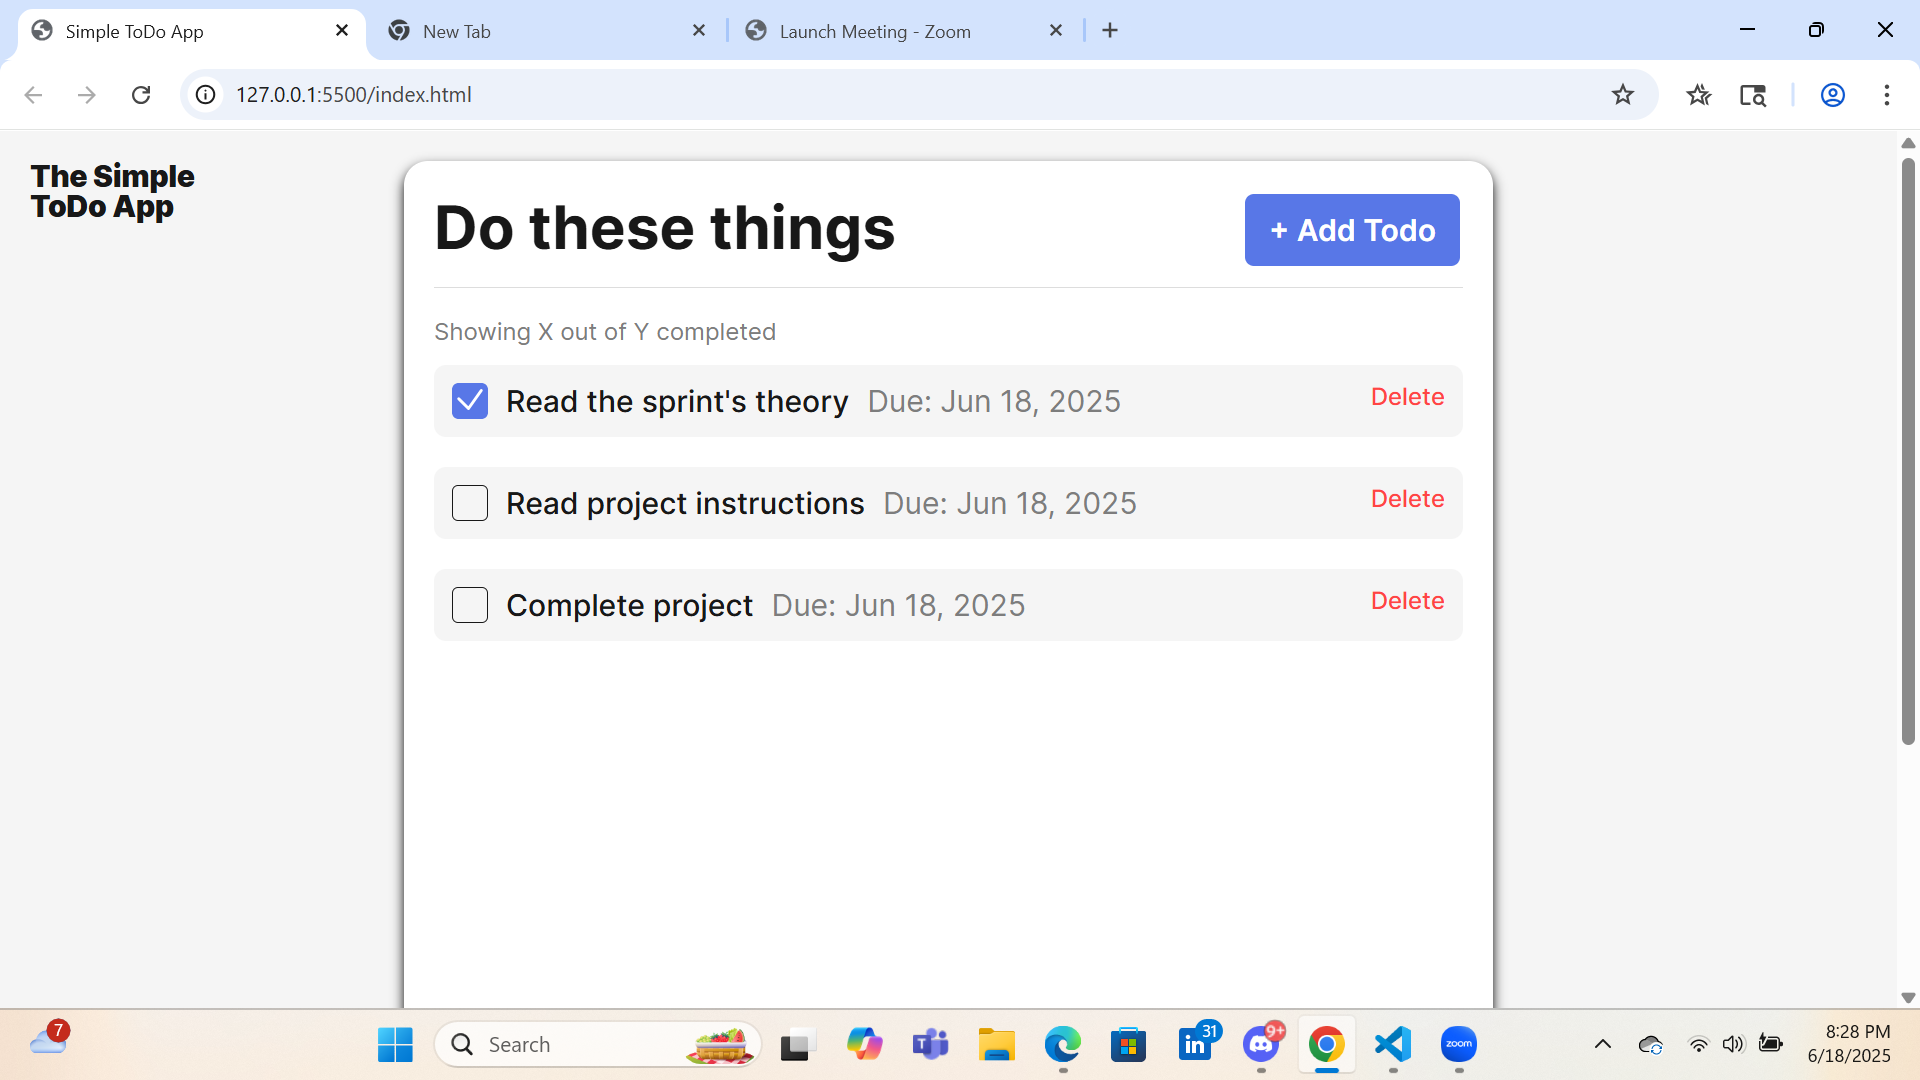 Simple ToDo App
New Tab
Launch Meeting - Zoom
127.0.0.1:5500/index.html
The Simple
ToDo App
Do these things
+ Add Todo
Showing X out of Y completed
Read the sprint's theory Due: Jun 18, 2025 Delete
Read project instructions Due: Jun 18, 2025 Delete
Complete project Due: Jun 18, 2025 Delete
7
Search
T
31
in
9+
zoom
8:28 PM
6/18/2025